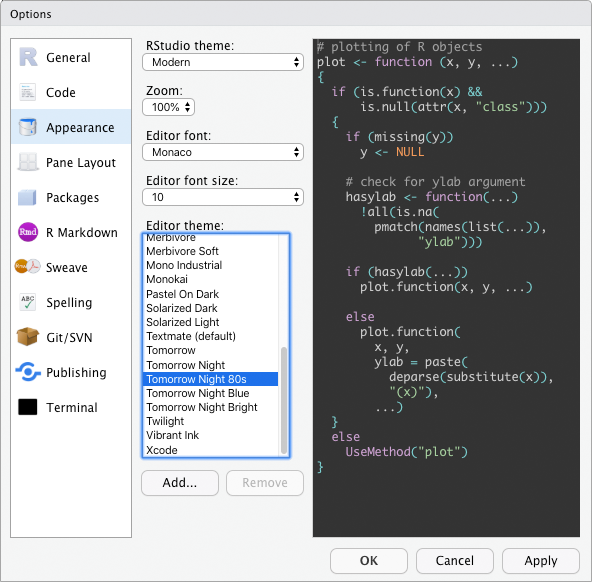 Options
General
Code
Appearance
Pane Layout
Packages
Rmd R Markdown
Sweave
ABC Spelling
Git/SVN
Publishing
Terminal
RStudio theme:
Modern
Zoom:
100%
Editor font:
Monaco
Editor font size:
10
Editor theme:
Merbivore
Merbivore Soft
Mono Industrial
Monokai
Pastel On Dark
Solarized Dark
Solarized Light
Textmate (default)
Tomorrow
Tomorrow Night
Tomorrow Night 80s
Tomorrow Night Blue
Tomorrow Night Bright
Twilight
Vibrant Ink
Xcode
Add...
Remove
# plotting of R objects
plot <- function (x, y, ...)
{
  if (is.function(x) &&
      is.null(attr(x, "class")))
  {
    if (missing(y))
      y <- NULL
    # check for ylab argument
    hasylab <- function(...)
      !all(is.na(
        pmatch(names(list(...)),
              "ylab")))
    if (hasylab(...))
      plot.function(x, y, ...)
    else
      plot.function(
        x, y,
        ylab = paste(
          deparse(substitute(x)),
          "(x)"),
        ...)
  }
  else
    UseMethod("plot")
}
OK
Cancel
Apply